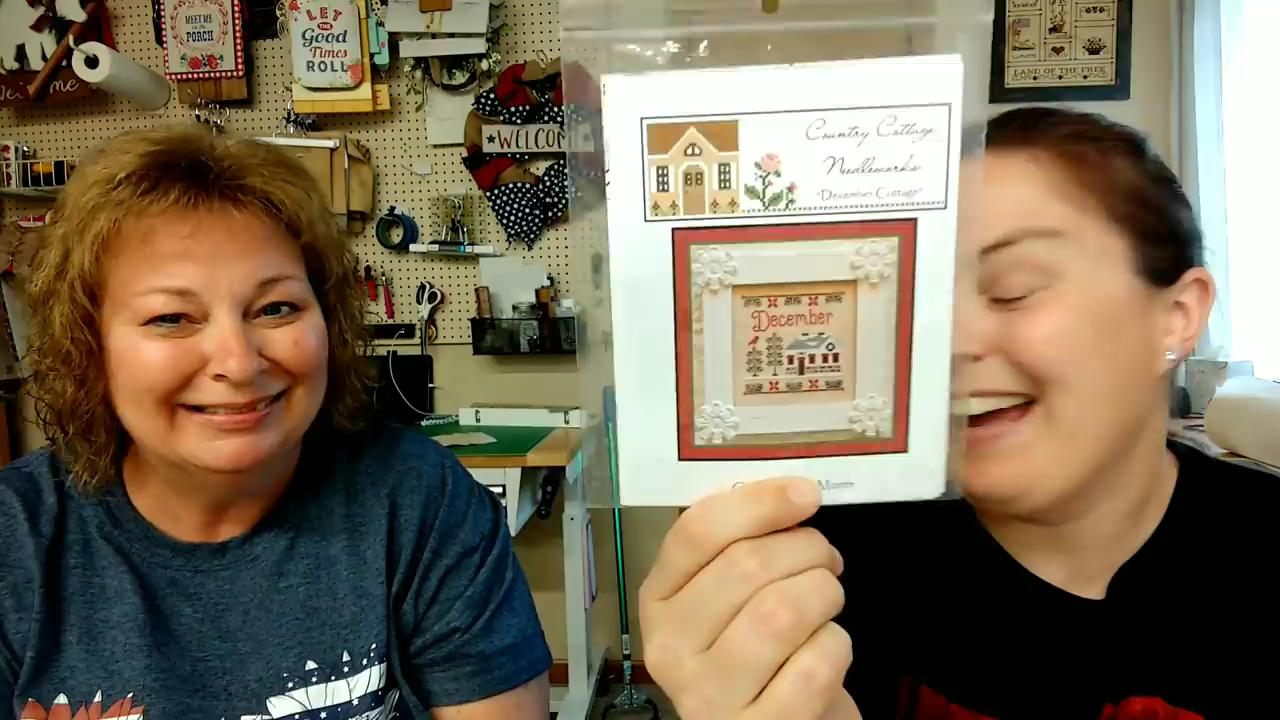 MEET ME
on the
PORCH
LET
THE
Good
Times
ROLL
WELCOM
LAND OF THE FREE
Country Cottage
Needleworks
"December Cottage"
December